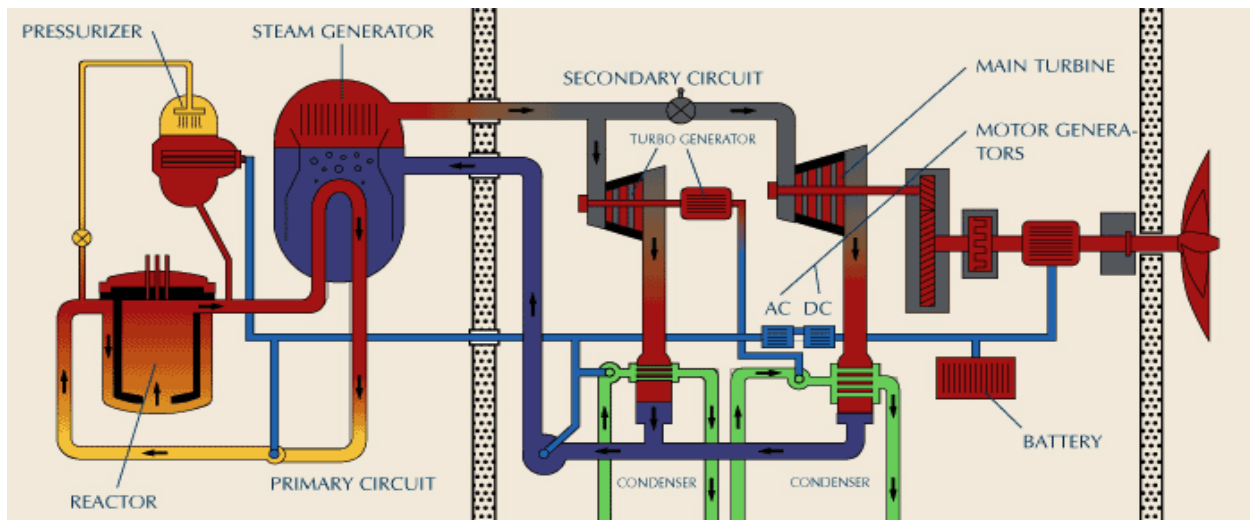 PRESSURIZER
STEAM GENERATOR
SECONDARY CIRCUIT
MAIN TURBINE
TURBO GENERATOR
MOTOR GENERA-
TORS
AC DC
BATTERY
REACTOR
PRIMARY CIRCUIT
CONDENSER
CONDENSER